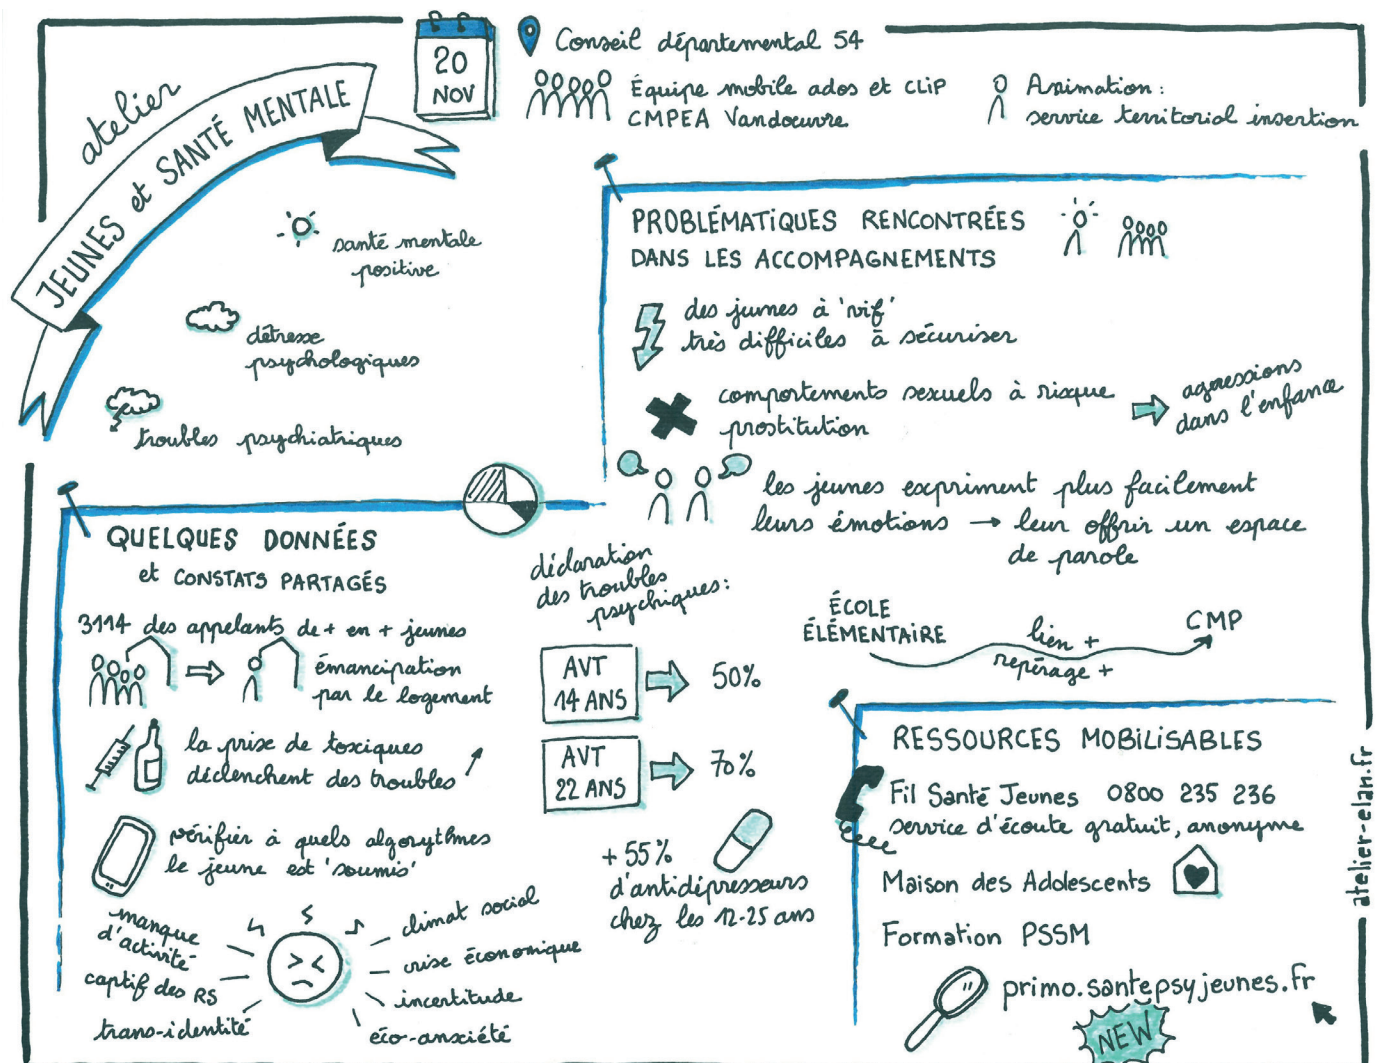 atelier
JEUNES et SANTÉ MENTALE
20
NOV
Conseil départemental 54
Équipe mobile ados et CLiP
CMPEA Vandœuvre
Animation :
service territorial insertion
santé mentale
positive
détresse
psychologiques
troubles psychiatriques
PROBLÉMATiQUES RENCONTRÉES
DANS LES ACCOMPAGNEMENTS
des jeunes à 'vif'
très difficiles à sécuriser
comportements sexuels à risque
prostitution
agressions
dans l'enfance
les jeunes expriment plus facilement
leurs émotions → leur offrir un espace
de parole
ÉCOLE
ÉLÉMENTAIRE
lien +
repérage +
CMP
QUELQUES DONNÉES
et CONSTATS PARTAGÉS
3114 des appelants de + en + jeunes
émancipation
par le logement
la prise de toxiques
déclenchent des troubles
vérifier à quels algorythmes
le jeune est 'soumis'
manque
d'activité
captif des RS
trans-identité
climat social
crise économique
incertitude
éco-anxiété
déclaration
des troubles
psychiques :
AVT
14 ANS
50%
AVT
22 ANS
70%
+ 55%
d'antidépresseurs
chez les 12-25 ans
RESSOURCES MOBiLiSABLES
Fil Santé Jeunes 0800 235 236
service d'écoute gratuit, anonyme
Maison des Adolescents
Formation PSSM
primo.santepsyjeunes.fr
NEW
atelier-elan.fr